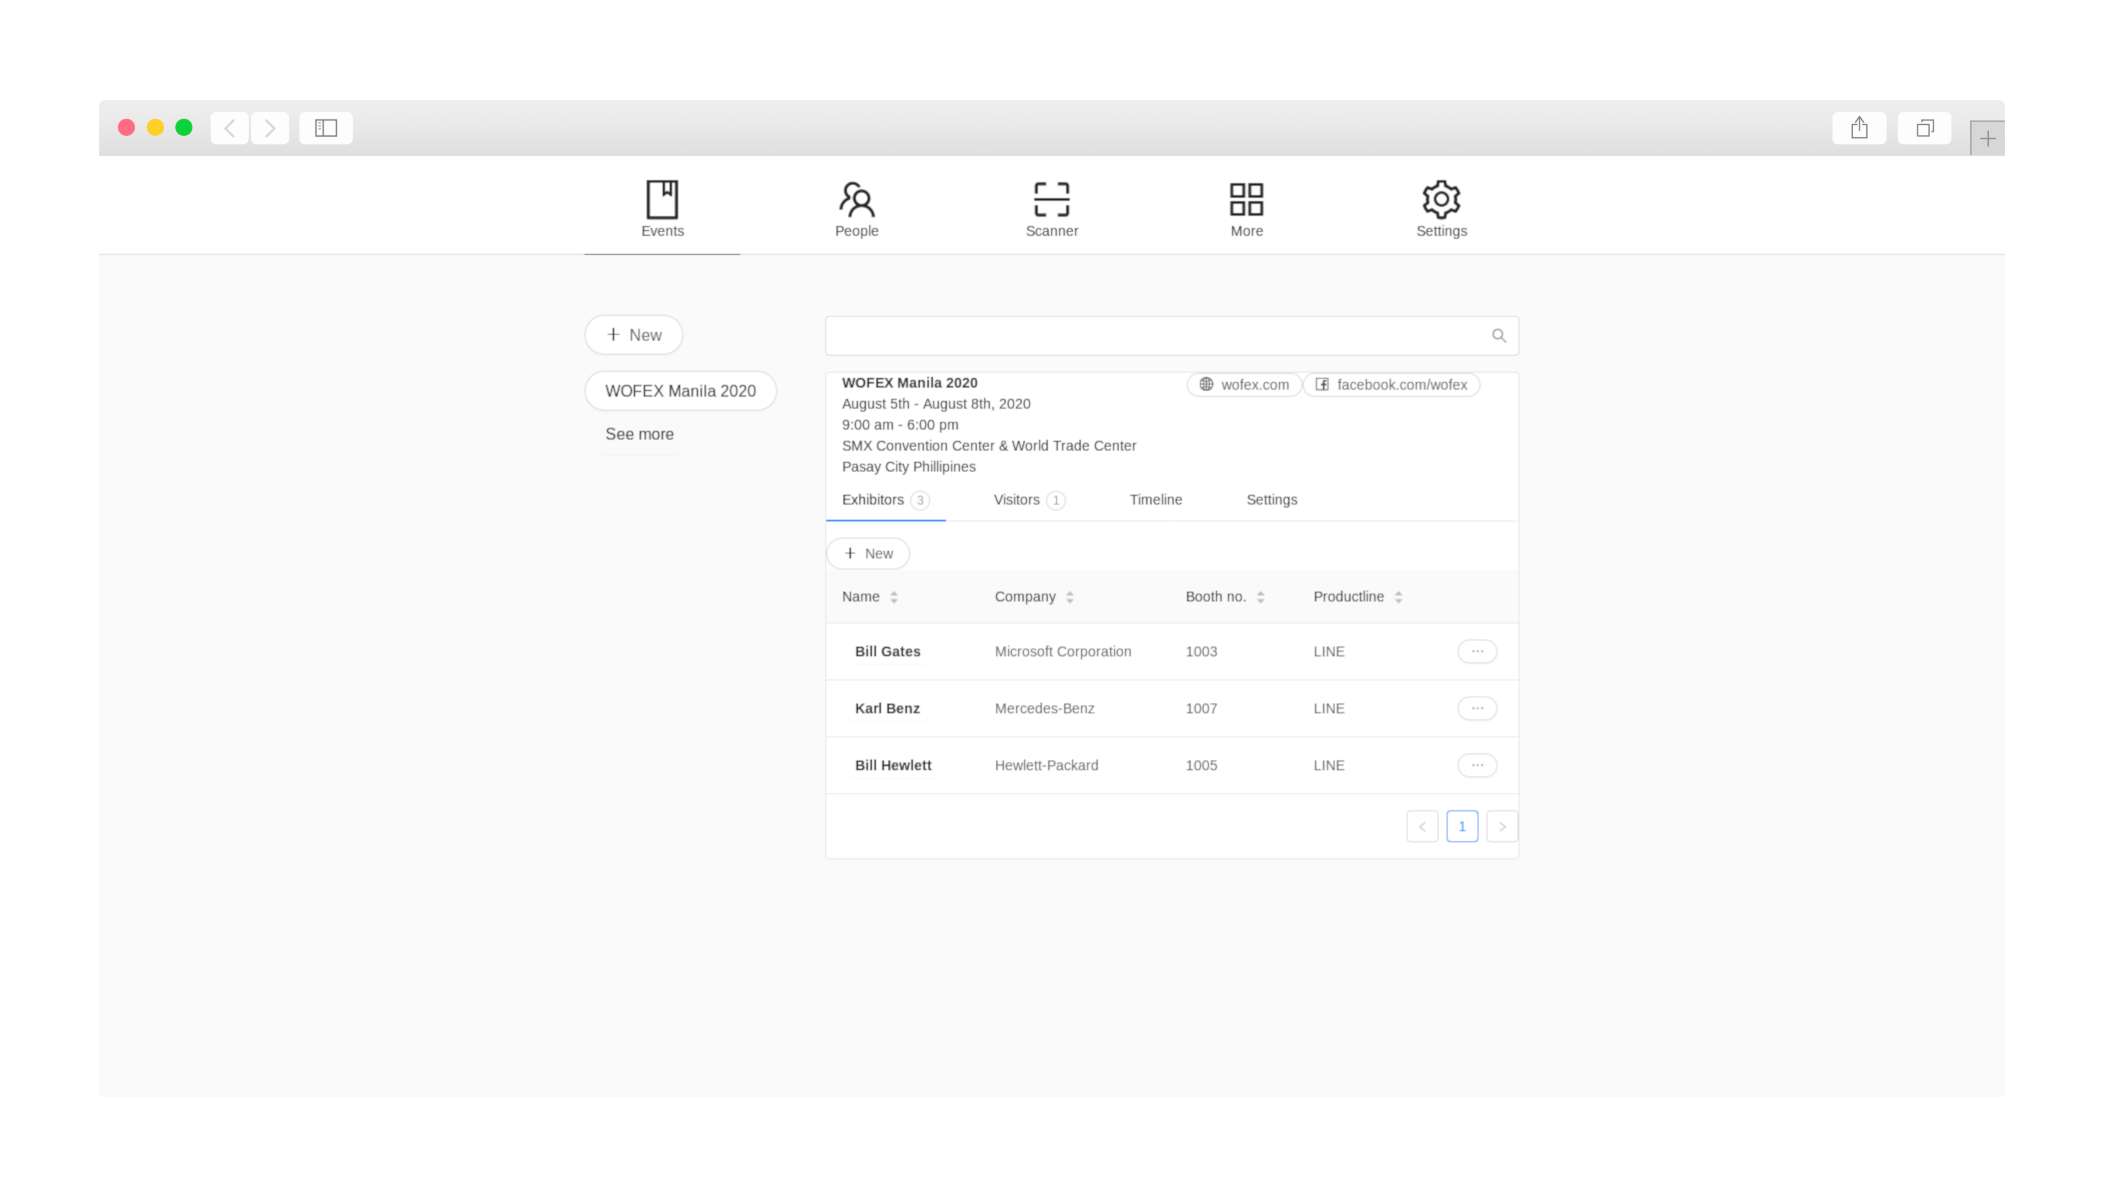 Events People Scanner More Settings
+ New
WOFEX Manila 2020
See more
WOFEX Manila 2020 wofex.com facebook.com/wofex
August 5th - August 8th, 2020
9:00 am - 6:00 pm
SMX Convention Center & World Trade Center
Pasay City Phillipines
Exhibitors 3 Visitors 1 Timeline Settings
+ New
Name Company Booth no. Productline
Bill Gates Microsoft Corporation 1003 LINE ···
Karl Benz Mercedes-Benz 1007 LINE ···
Bill Hewlett Hewlett-Packard 1005 LINE ···
< 1 >